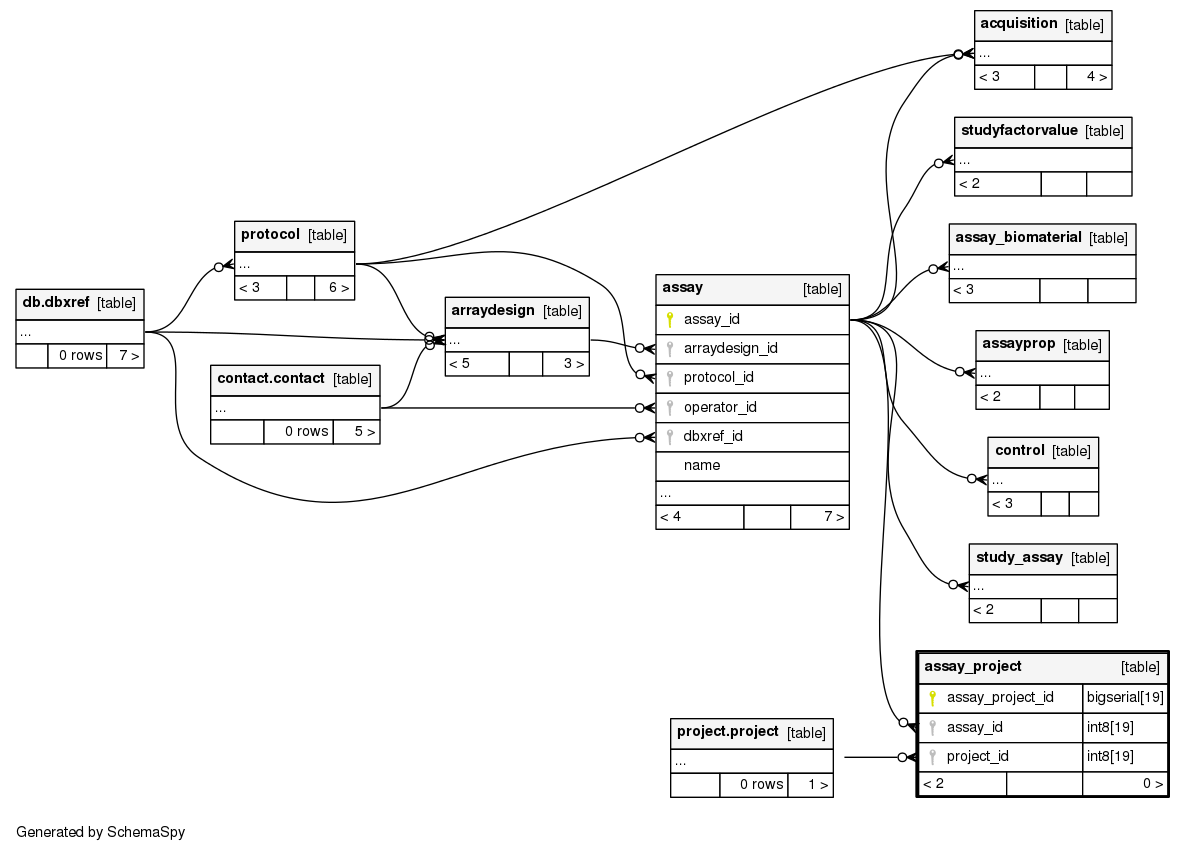 acquisition [table]
...
< 3 4 >
studyfactorvalue [table]
...
< 2
assay_biomaterial [table]
...
< 3
protocol [table]
...
< 3 6 >
db.dbxref [table]
...
0 rows 7 >
arraydesign [table]
...
< 5 3 >
contact.contact [table]
...
0 rows 5 >
assay [table]
assay_id
arraydesign_id
protocol_id
operator_id
dbxref_id
name
...
< 4 7 >
assayprop [table]
...
< 2
control [table]
...
< 3
study_assay [table]
...
< 2
assay_project [table]
assay_project_id bigserial[19]
assay_id int8[19]
project_id int8[19]
< 2 0 >
project.project [table]
...
0 rows 1 >
Generated by SchemaSpy